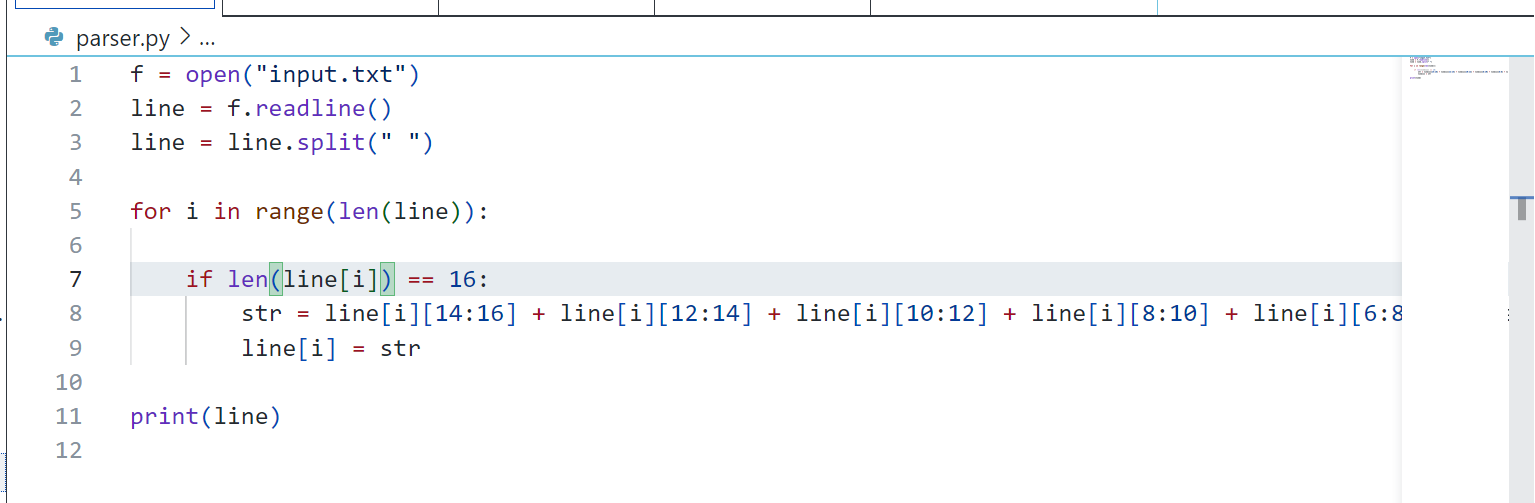 parser.py > ...
1 f = open("input.txt")
2 line = f.readline()
3 line = line.split(" ")
4
5 for i in range(len(line)):
6
7 if len(line[i]) == 16:
8 str = line[i][14:16] + line[i][12:14] + line[i][10:12] + line[i][8:10] + line[i][6:8
9 line[i] = str
10
11 print(line)
12